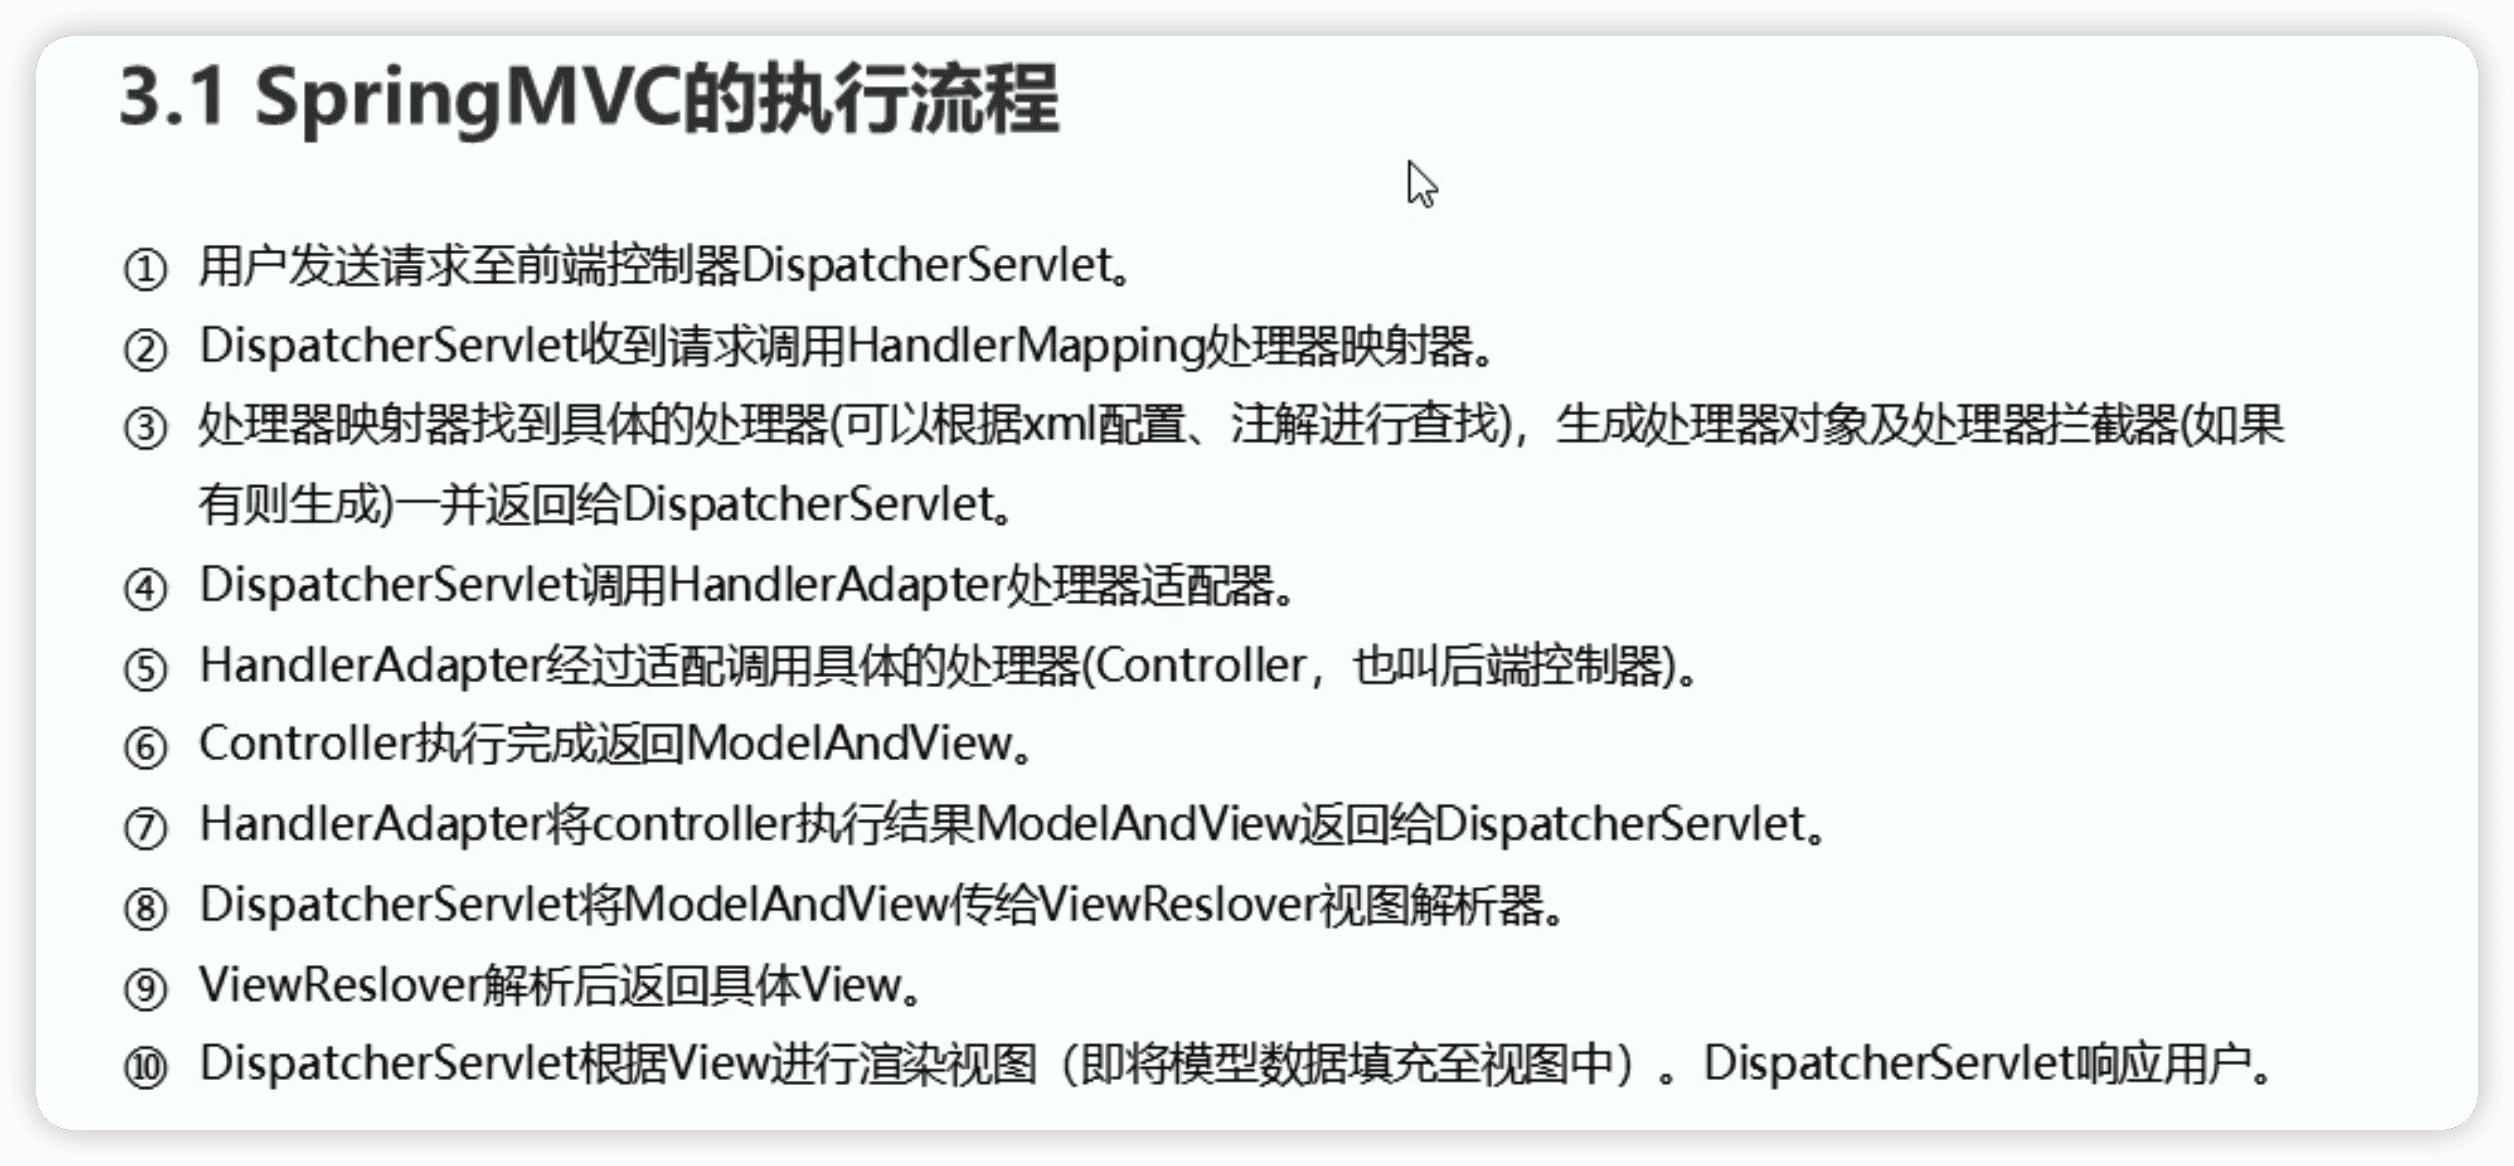 3.1 SpringMVC的执行流程
① 用户发送请求至前端控制器DispatcherServlet。
② DispatcherServlet收到请求调用HandlerMapping处理器映射器。
③ 处理器映射器找到具体的处理器(可以根据xml配置、注解进行查找)，生成处理器对象及处理器拦截器(如果
有则生成)一并返回给DispatcherServlet。
④ DispatcherServlet调用HandlerAdapter处理器适配器。
⑤ HandlerAdapter经过适配调用具体的处理器(Controller，也叫后端控制器)。
⑥ Controller执行完成返回ModelAndView。
⑦ HandlerAdapter将controller执行结果ModelAndView返回给DispatcherServlet。
⑧ DispatcherServlet将ModelAndView传给ViewReslover视图解析器。
⑨ ViewReslover解析后返回具体View。
⑩ DispatcherServlet根据View进行渲染视图（即将模型数据填充至视图中）。DispatcherServlet响应用户。